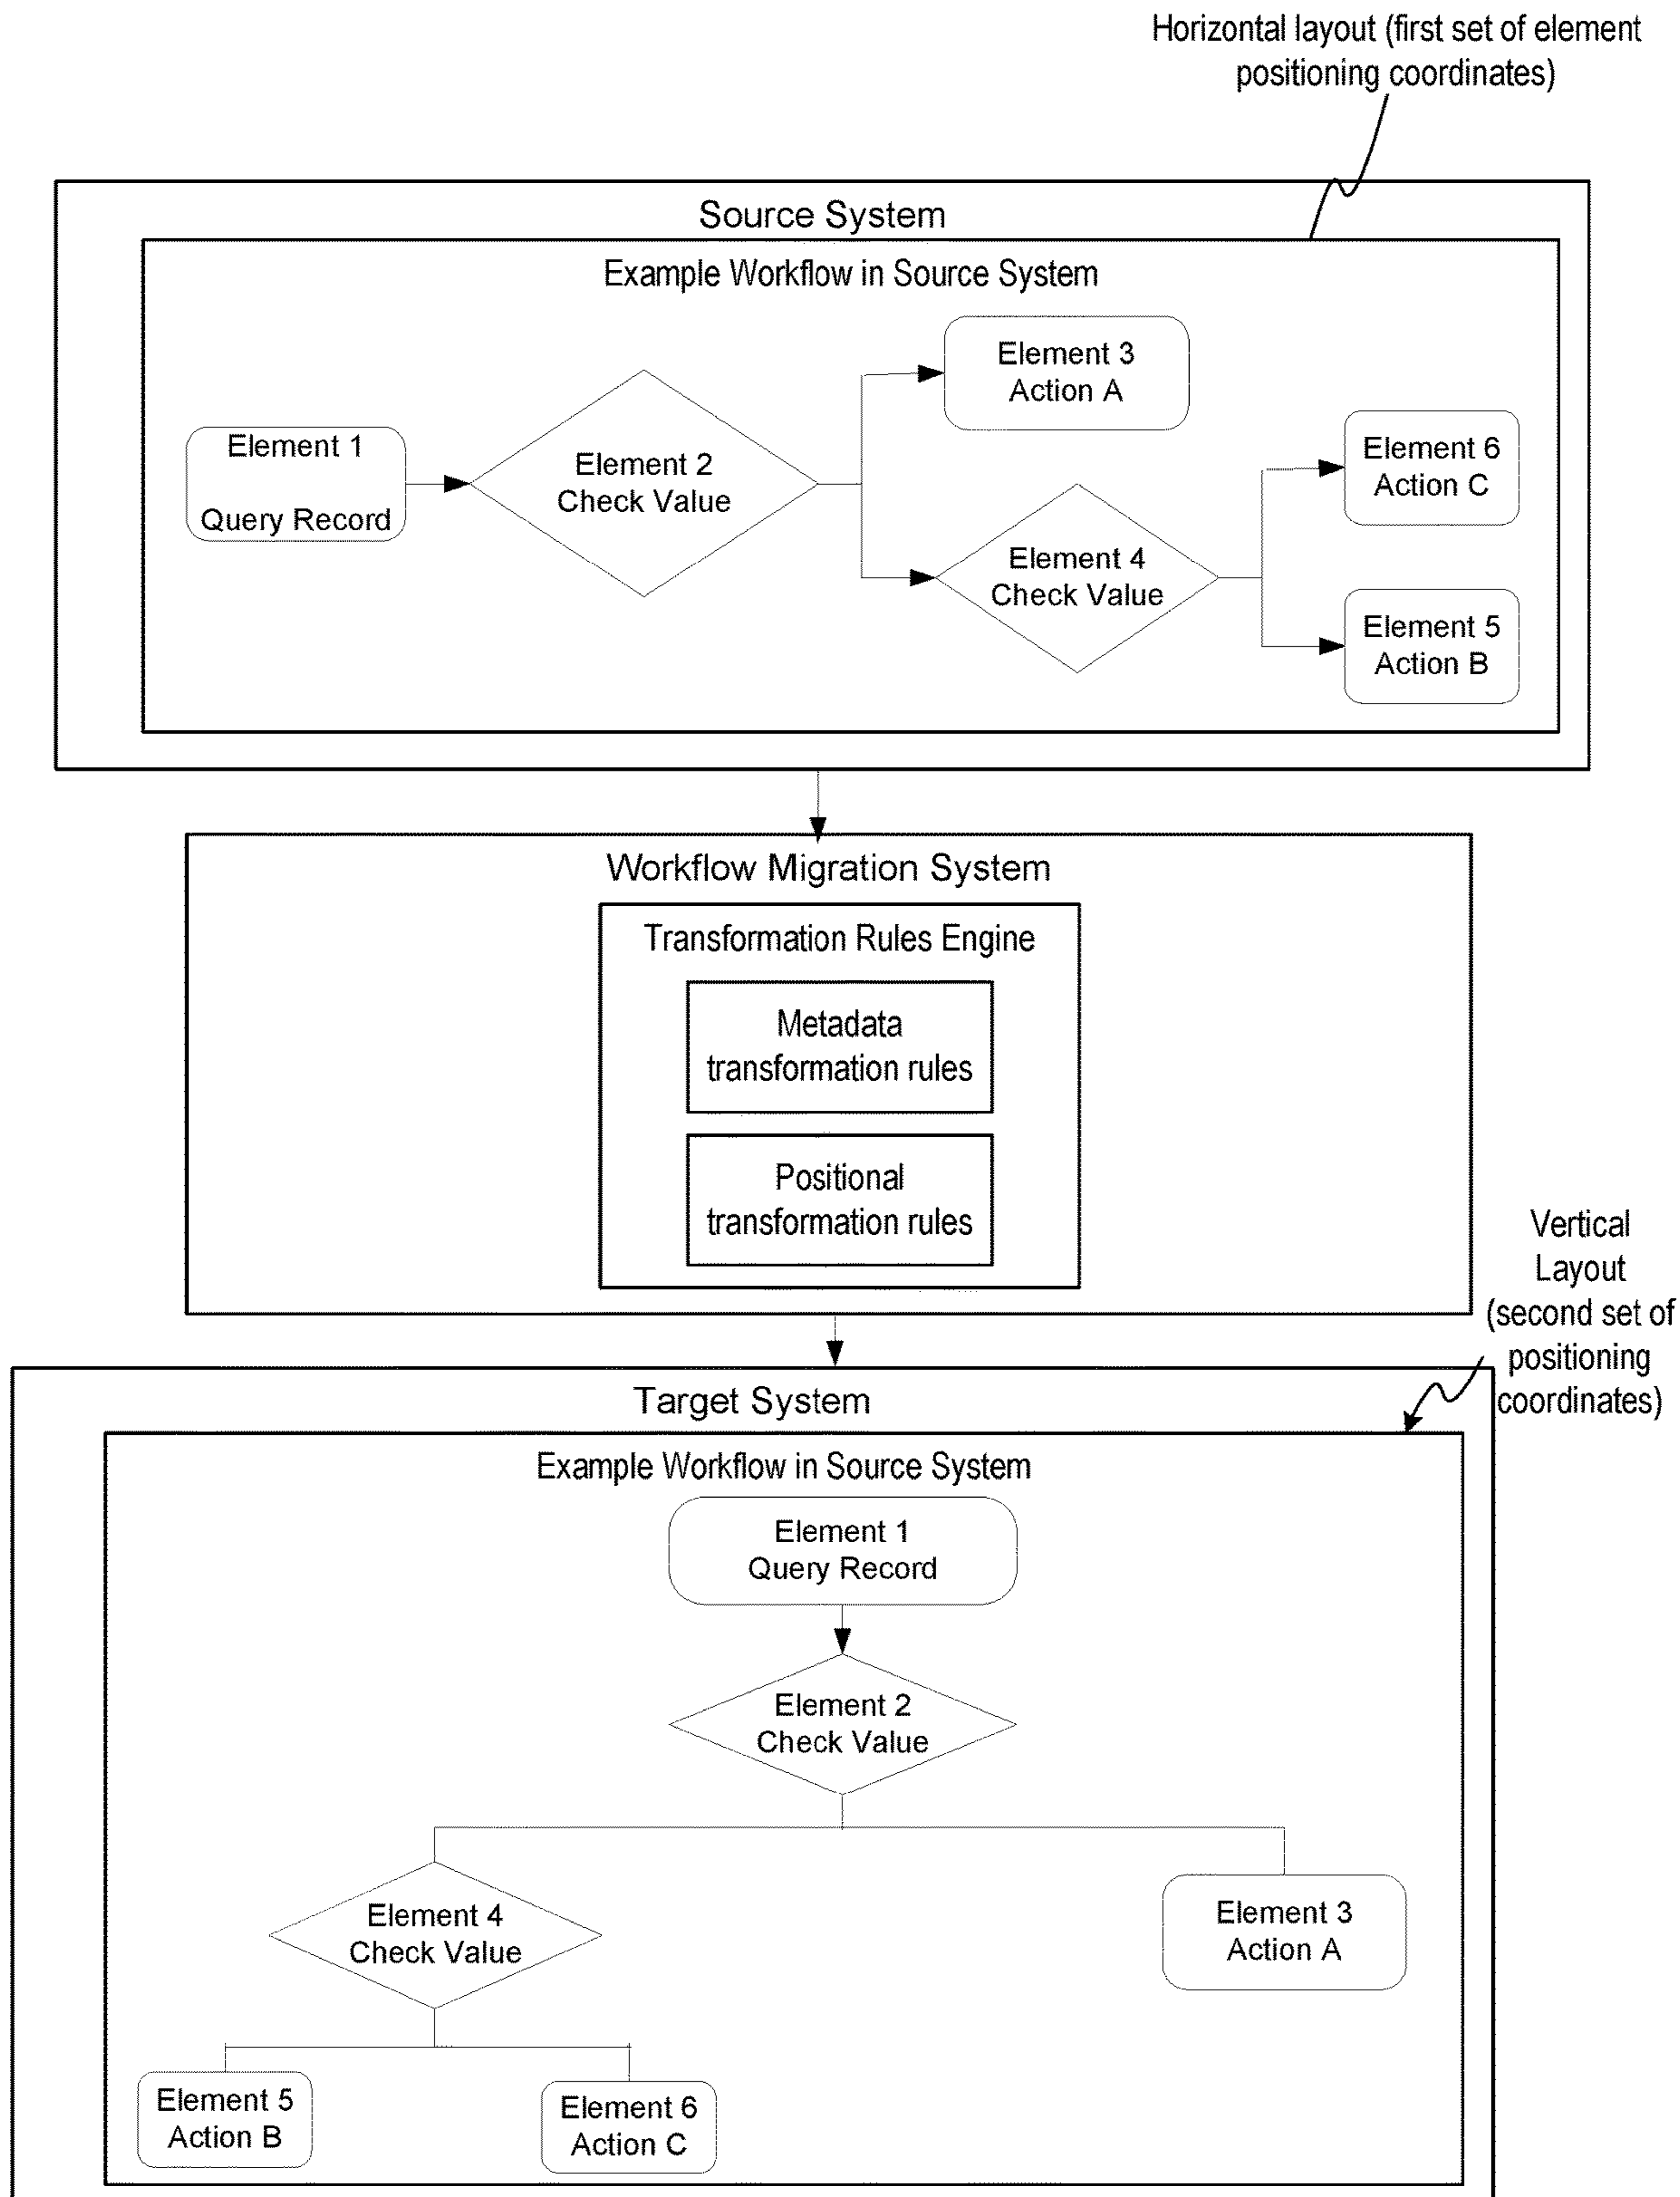 Horizontal layout (first set of element
positioning coordinates)
Source System
Example Workflow in Source System
Element 1
Query Record
Element 2
Check Value
Element 3
Action A
Element 4
Check Value
Element 6
Action C
Element 5
Action B
Workflow Migration System
Transformation Rules Engine
Metadata
transformation rules
Positional
transformation rules
Vertical
Layout
(second set of
positioning
coordinates)
Target System
Example Workflow in Source System
Element 1
Query Record
Element 2
Check Value
Element 4
Check Value
Element 3
Action A
Element 5
Action B
Element 6
Action C